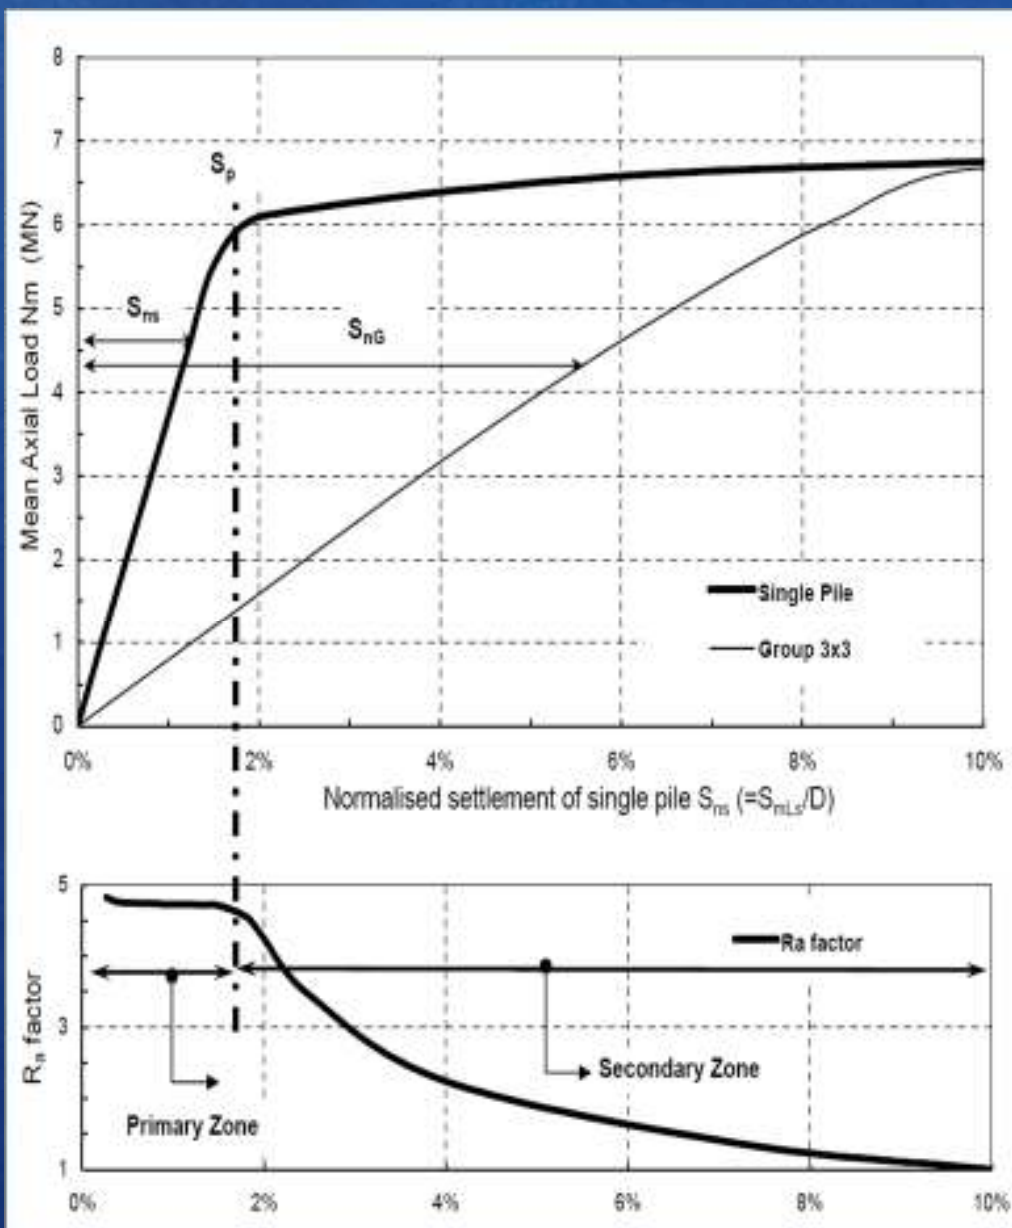 8
7
6
5
4
3
2
1
0
Mean Axial Load Nm (MN)
Sp
Sns
SnG
Single Pile
Group 3x3
0% 2% 4% 6% 8% 10%
Normalised settlement of single pile Sns (=SmLs/D)
5
3
1
Ra factor
Ra factor
Secondary Zone
Primary Zone
0% 2% 4% 6% 8% 10%